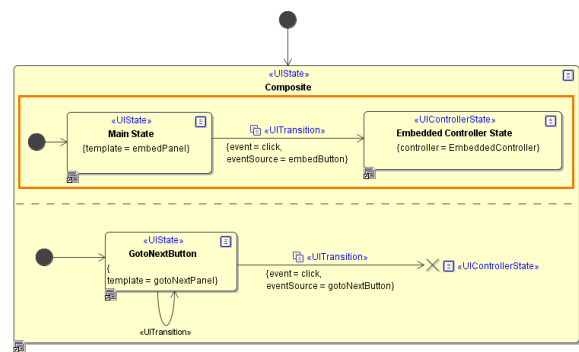 «UIState»
Composite
«UIState»
Main State
{template = embedPanel}
«UITransition»
{event = click,
eventSource = embedButton}
«UIControllerState»
Embedded Controller State
{controller = EmbeddedController}
«UIState»
GotoNextButton
{
template = gotoNextPanel}
«UITransition»
«UITransition»
{event = click,
eventSource = gotoNextButton}
«UIControllerState»